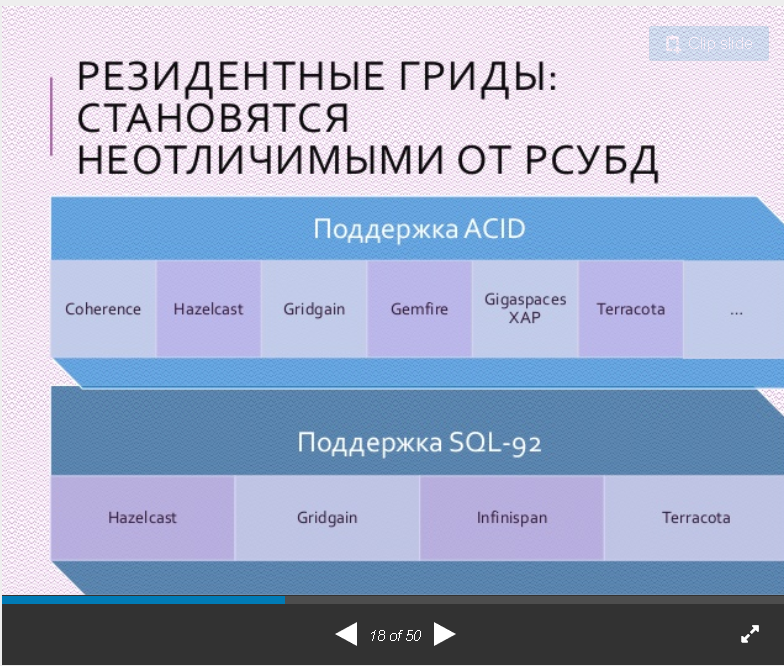 Clip slide
РЕЗИДЕНТНЫЕ ГРИДЫ:
СТАНОВЯТСЯ
НЕОТЛИЧИМЫМИ ОТ РСУБД
Поддержка ACID
Coherence
Hazelcast
Gridgain
Gemfire
Gigaspaces
XAP
Terracota
...
Поддержка SQL-92
Hazelcast
Gridgain
Infinispan
Terracota
18 of 50